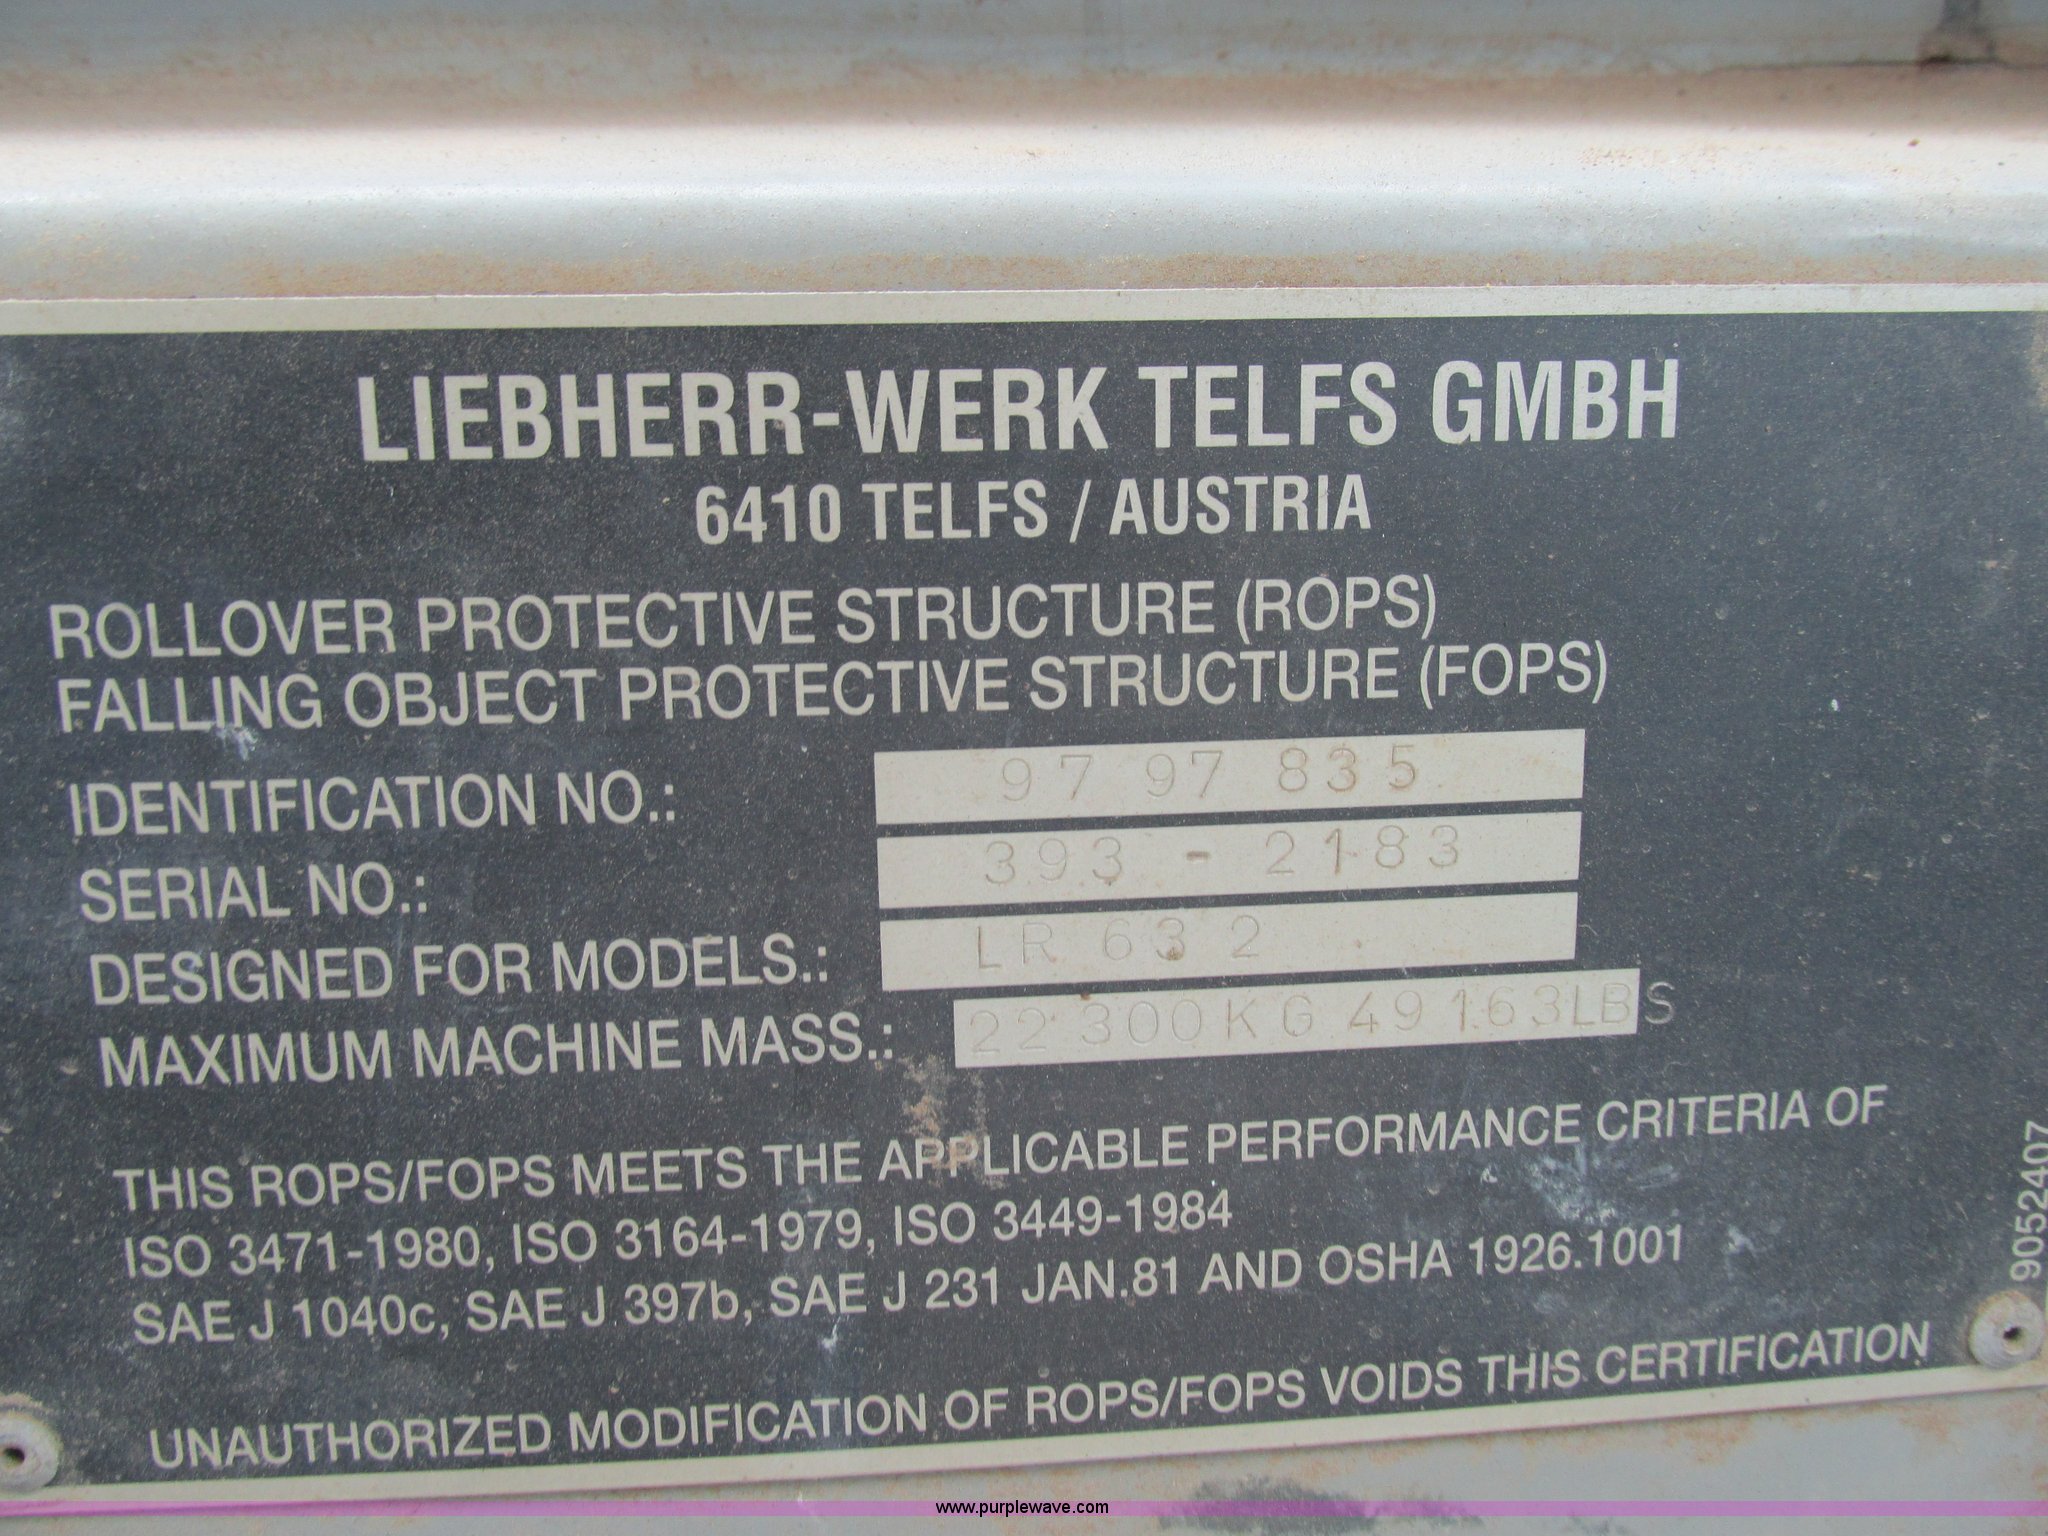 LIEBHERR-WERK TELFS GMBH
6410 TELFS / AUSTRIA
ROLLOVER PROTECTIVE STRUCTURE (ROPS)
FALLING OBJECT PROTECTIVE STRUCTURE (FOPS)
IDENTIFICATION NO.: 97 97 835
SERIAL NO.: 393 - 2183
DESIGNED FOR MODELS.: LR 632
MAXIMUM MACHINE MASS.: 22 300KG 49 163LBS
THIS ROPS/FOPS MEETS THE APPLICABLE PERFORMANCE CRITERIA OF
ISO 3471-1980, ISO 3164-1979, ISO 3449-1984
SAE J 1040c, SAE J 397b, SAE J 231 JAN.81 AND OSHA 1926.1001
UNAUTHORIZED MODIFICATION OF ROPS/FOPS VOIDS THIS CERTIFICATION
9052407
www.purplewave.com